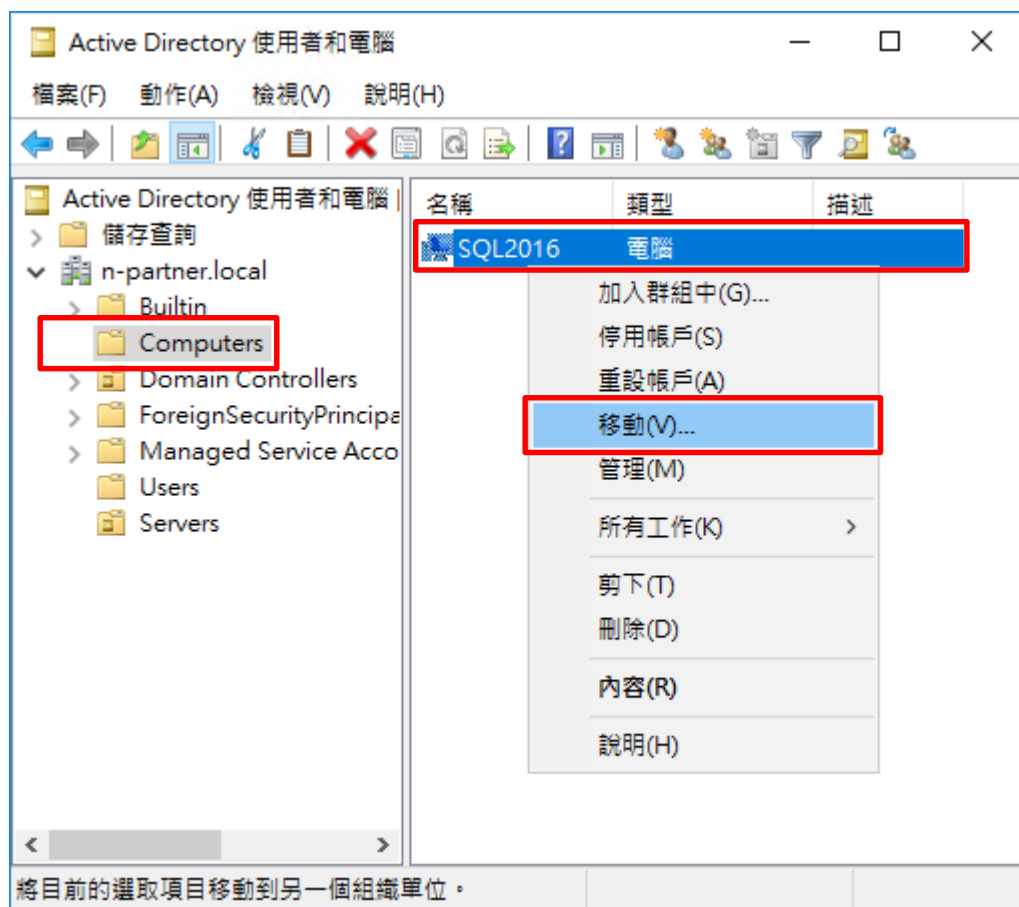 Active Directory 使用者和電腦
檔案(F) 動作(A) 檢視(V) 說明(H)
Active Directory 使用者和電腦
儲存查詢
n-partner.local
Builtin
Computers
Domain Controllers
ForeignSecurityPrincipa
Managed Service Acco
Users
Servers
名稱 類型 描述
SQL2016 電腦
加入群組中(G)...
停用帳戶(S)
重設帳戶(A)
移動(V)...
管理(M)
所有工作(K)
剪下(T)
刪除(D)
內容(R)
說明(H)
將目前的選取項目移動到另一個組織單位。